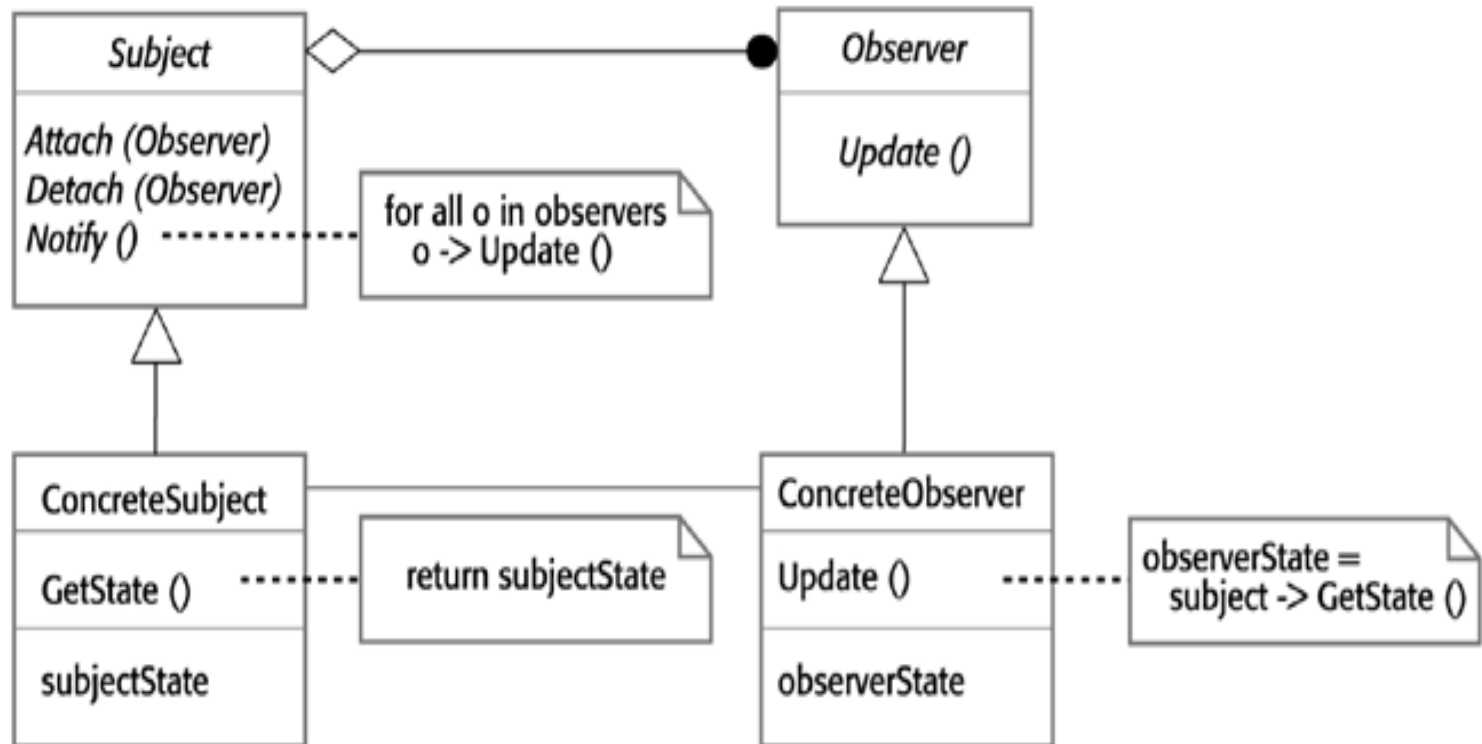 Subject
Attach (Observer)
Detach (Observer)
Notify ()
for all o in observers
o -> Update ()
Observer
Update ()
ConcreteSubject
GetState ()
subjectState
return subjectState
ConcreteObserver
Update ()
observerState
observerState =
subject -> GetState ()